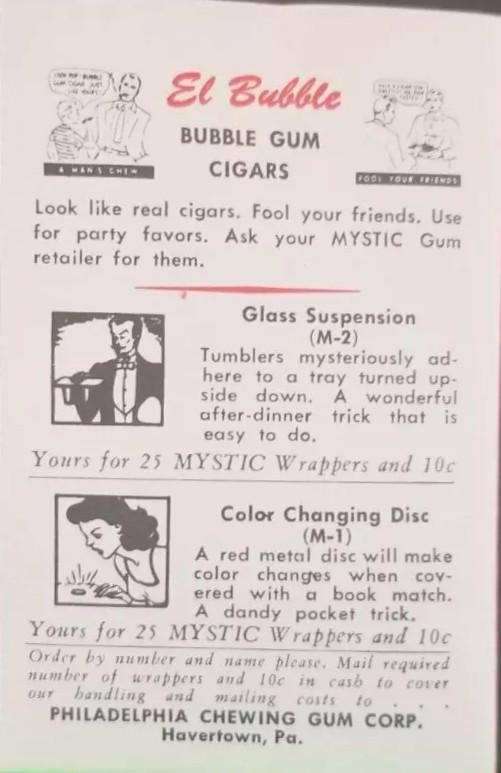 El Bubble
BUBBLE GUM
CIGARS
A MAN'S CHEW
FOOL YOUR FRIENDS
Look like real cigars. Fool your friends. Use
for party favors. Ask your MYSTIC Gum
retailer for them.
Glass Suspension
(M-2)
Tumblers mysteriously ad-
here to a tray turned up-
side down. A wonderful
after-dinner trick that is
easy to do.
Yours for 25 MYSTIC Wrappers and 10c
Color Changing Disc
(M-1)
A red metal disc will make
color changes when cov-
ered with a book match.
A dandy pocket trick.
Yours for 25 MYSTIC Wrappers and 10c
Order by number and name please. Mail required
number of wrappers and 10c in cash to cover
our handling and mailing costs to . . .
PHILADELPHIA CHEWING GUM CORP.
Havertown, Pa.